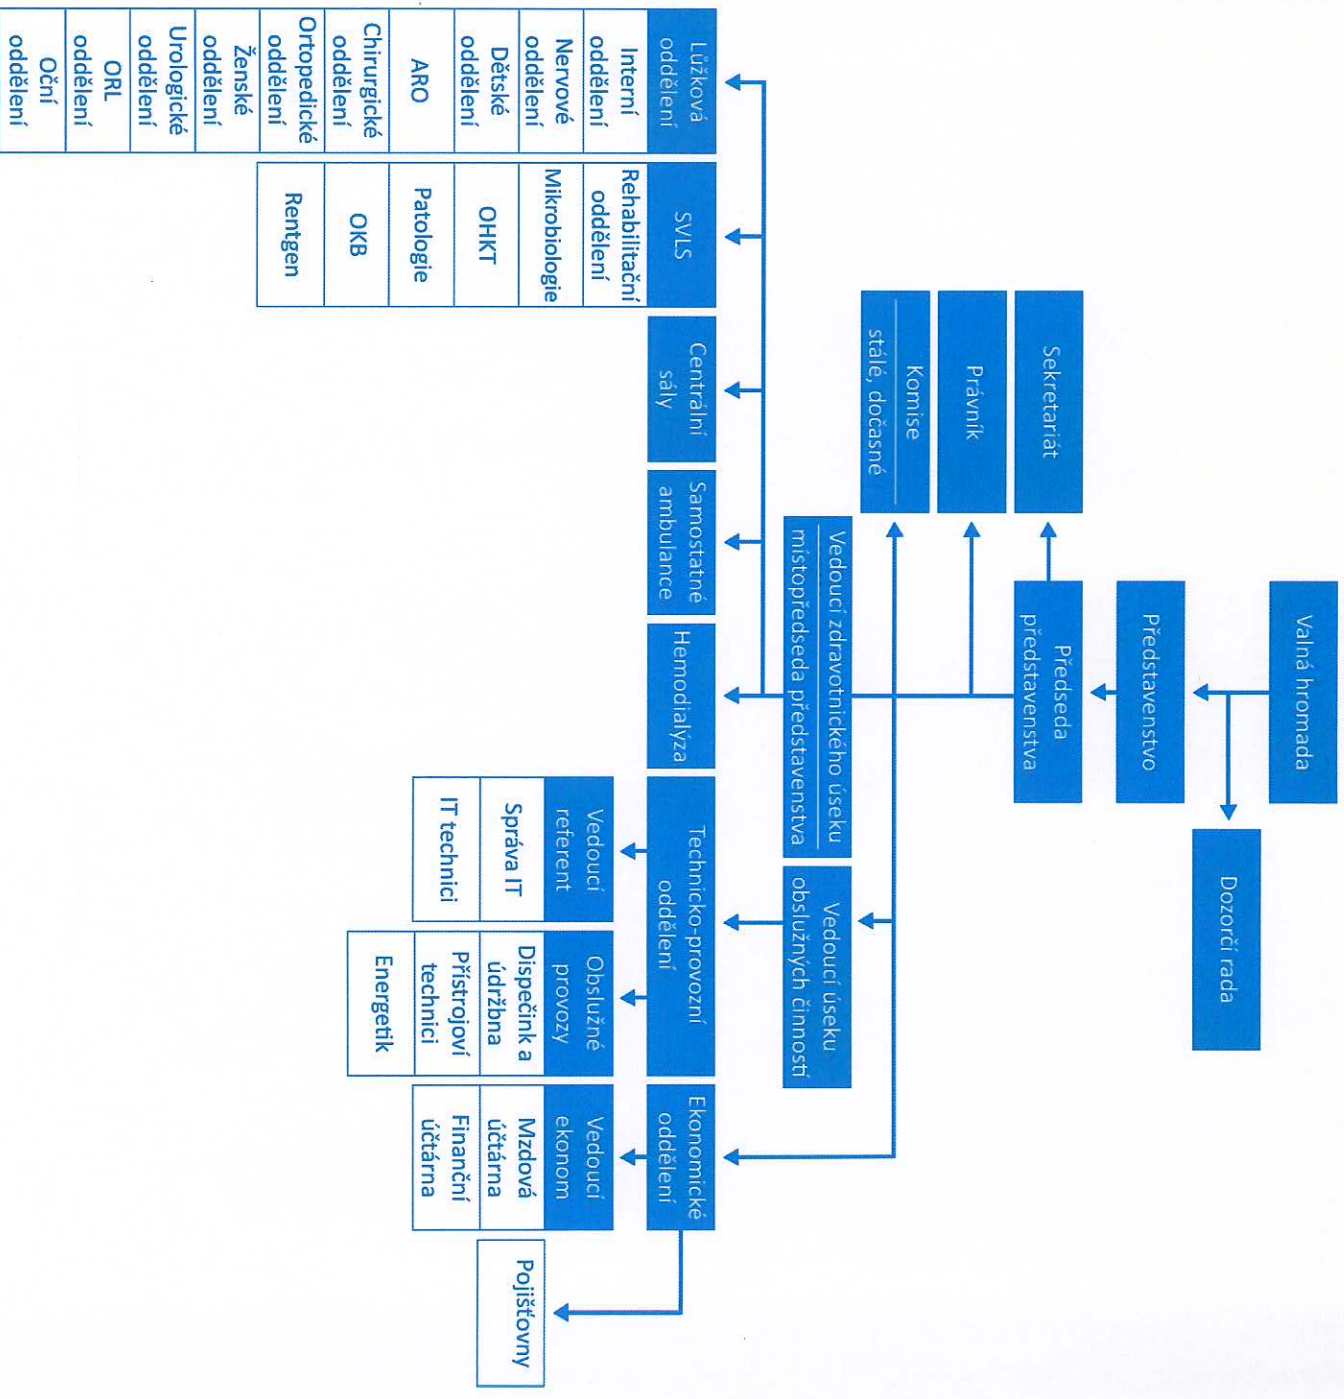 Valná hromada
Dozorčí rada
Představenstvo
Předseda
představenstva
Sekretariát
Právník
Komise
stálé, dočasné
Vedoucí zdravotnického úseku
místopředseda představenstva
Vedoucí úseku
obslužných činností
Lůžková
oddělení
Interní
oddělení
Nervové
oddělení
Dětské
oddělení
ARO
Chirurgické
oddělení
Ortopedické
oddělení
Ženské
oddělení
Urologické
oddělení
ORL
oddělení
Oční
oddělení
SVLS
Rehabilitační
oddělení
Mikrobiologie
OHKT
Patologie
OKB
Rentgen
Centrální
sály
Samostatné
ambulance
Hemodialýza
Technicko-provozní
oddělení
Vedoucí
referent
Správa IT
IT technici
Obslužné
provozy
Dispečink a
údržbna
Přístrojoví
technici
Energetik
Ekonomické
oddělení
Vedoucí
ekonom
Mzdová
účtárna
Finanční
účtárna
Pojišťovny